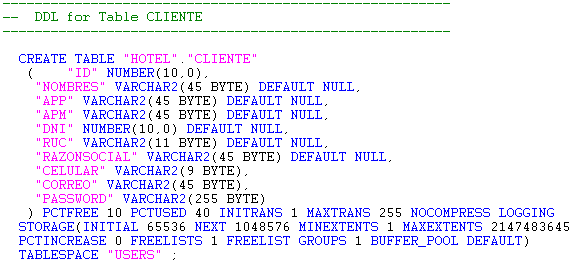 --------------------------------------------------------
--  DDL for Table CLIENTE
--------------------------------------------------------
CREATE TABLE "HOTEL"."CLIENTE"
(	"ID" NUMBER(10,0),
"NOMBRES" VARCHAR2(45 BYTE) DEFAULT NULL,
"APP" VARCHAR2(45 BYTE) DEFAULT NULL,
"APM" VARCHAR2(45 BYTE) DEFAULT NULL,
"DNI" NUMBER(10,0) DEFAULT NULL,
"RUC" VARCHAR2(11 BYTE) DEFAULT NULL,
"RAZONSOCIAL" VARCHAR2(45 BYTE) DEFAULT NULL,
"CELULAR" VARCHAR2(9 BYTE),
"CORREO" VARCHAR2(45 BYTE),
"PASSWORD" VARCHAR2(255 BYTE)
) PCTFREE 10 PCTUSED 40 INITRANS 1 MAXTRANS 255 NOCOMPRESS LOGGING
STORAGE(INITIAL 65536 NEXT 1048576 MINEXTENTS 1 MAXEXTENTS 2147483645
PCTINCREASE 0 FREELISTS 1 FREELIST GROUPS 1 BUFFER_POOL DEFAULT)
TABLESPACE "USERS" ;